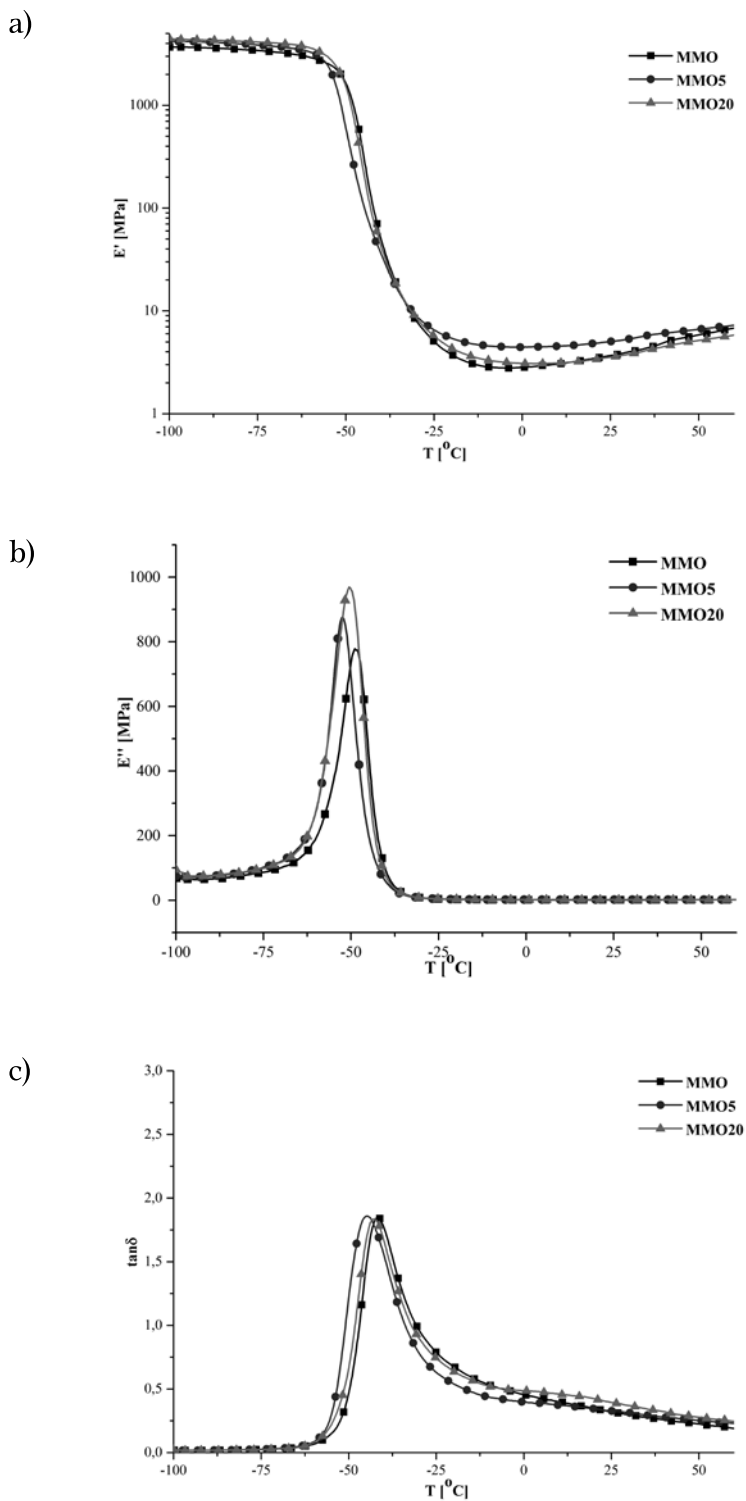 a)
MMO
MMO5
MMO20
1000
100
10
1
E' [MPa]
-100 -75 -50 -25 0 25 50
T [°C]
b)
MMO
MMO5
MMO20
1000
800
600
400
200
0
E'' [MPa]
-100 -75 -50 -25 0 25 50
T [°C]
c)
MMO
MMO5
MMO20
3,0
2,5
2,0
1,5
1,0
0,5
0,0
tanδ
-100 -75 -50 -25 0 25 50
T [°C]